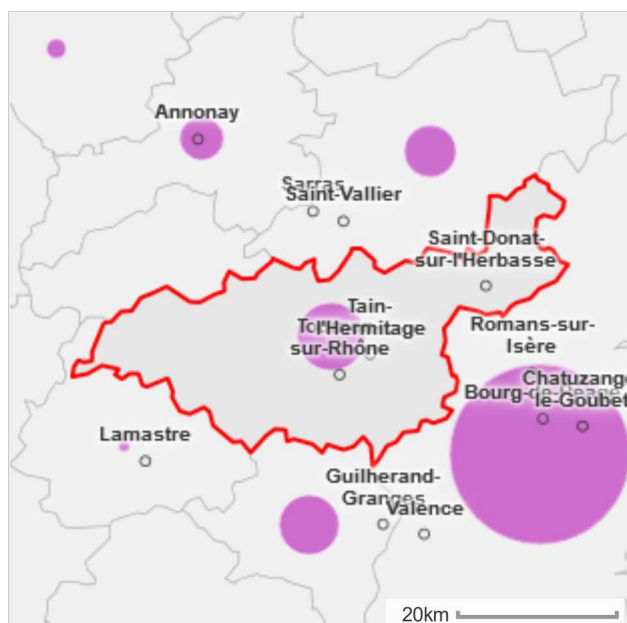 Annonay
Sarras
Saint-Vallier
Saint-Donat-
sur-l'Herbasse
Tain-
l'Hermitage
sur-Rhône
Romans-sur-
Isère
Chatuzange-
le-Goubet
Bourg-de-Péage
Lamastre
Guilherand-
Granges
Valence
20km